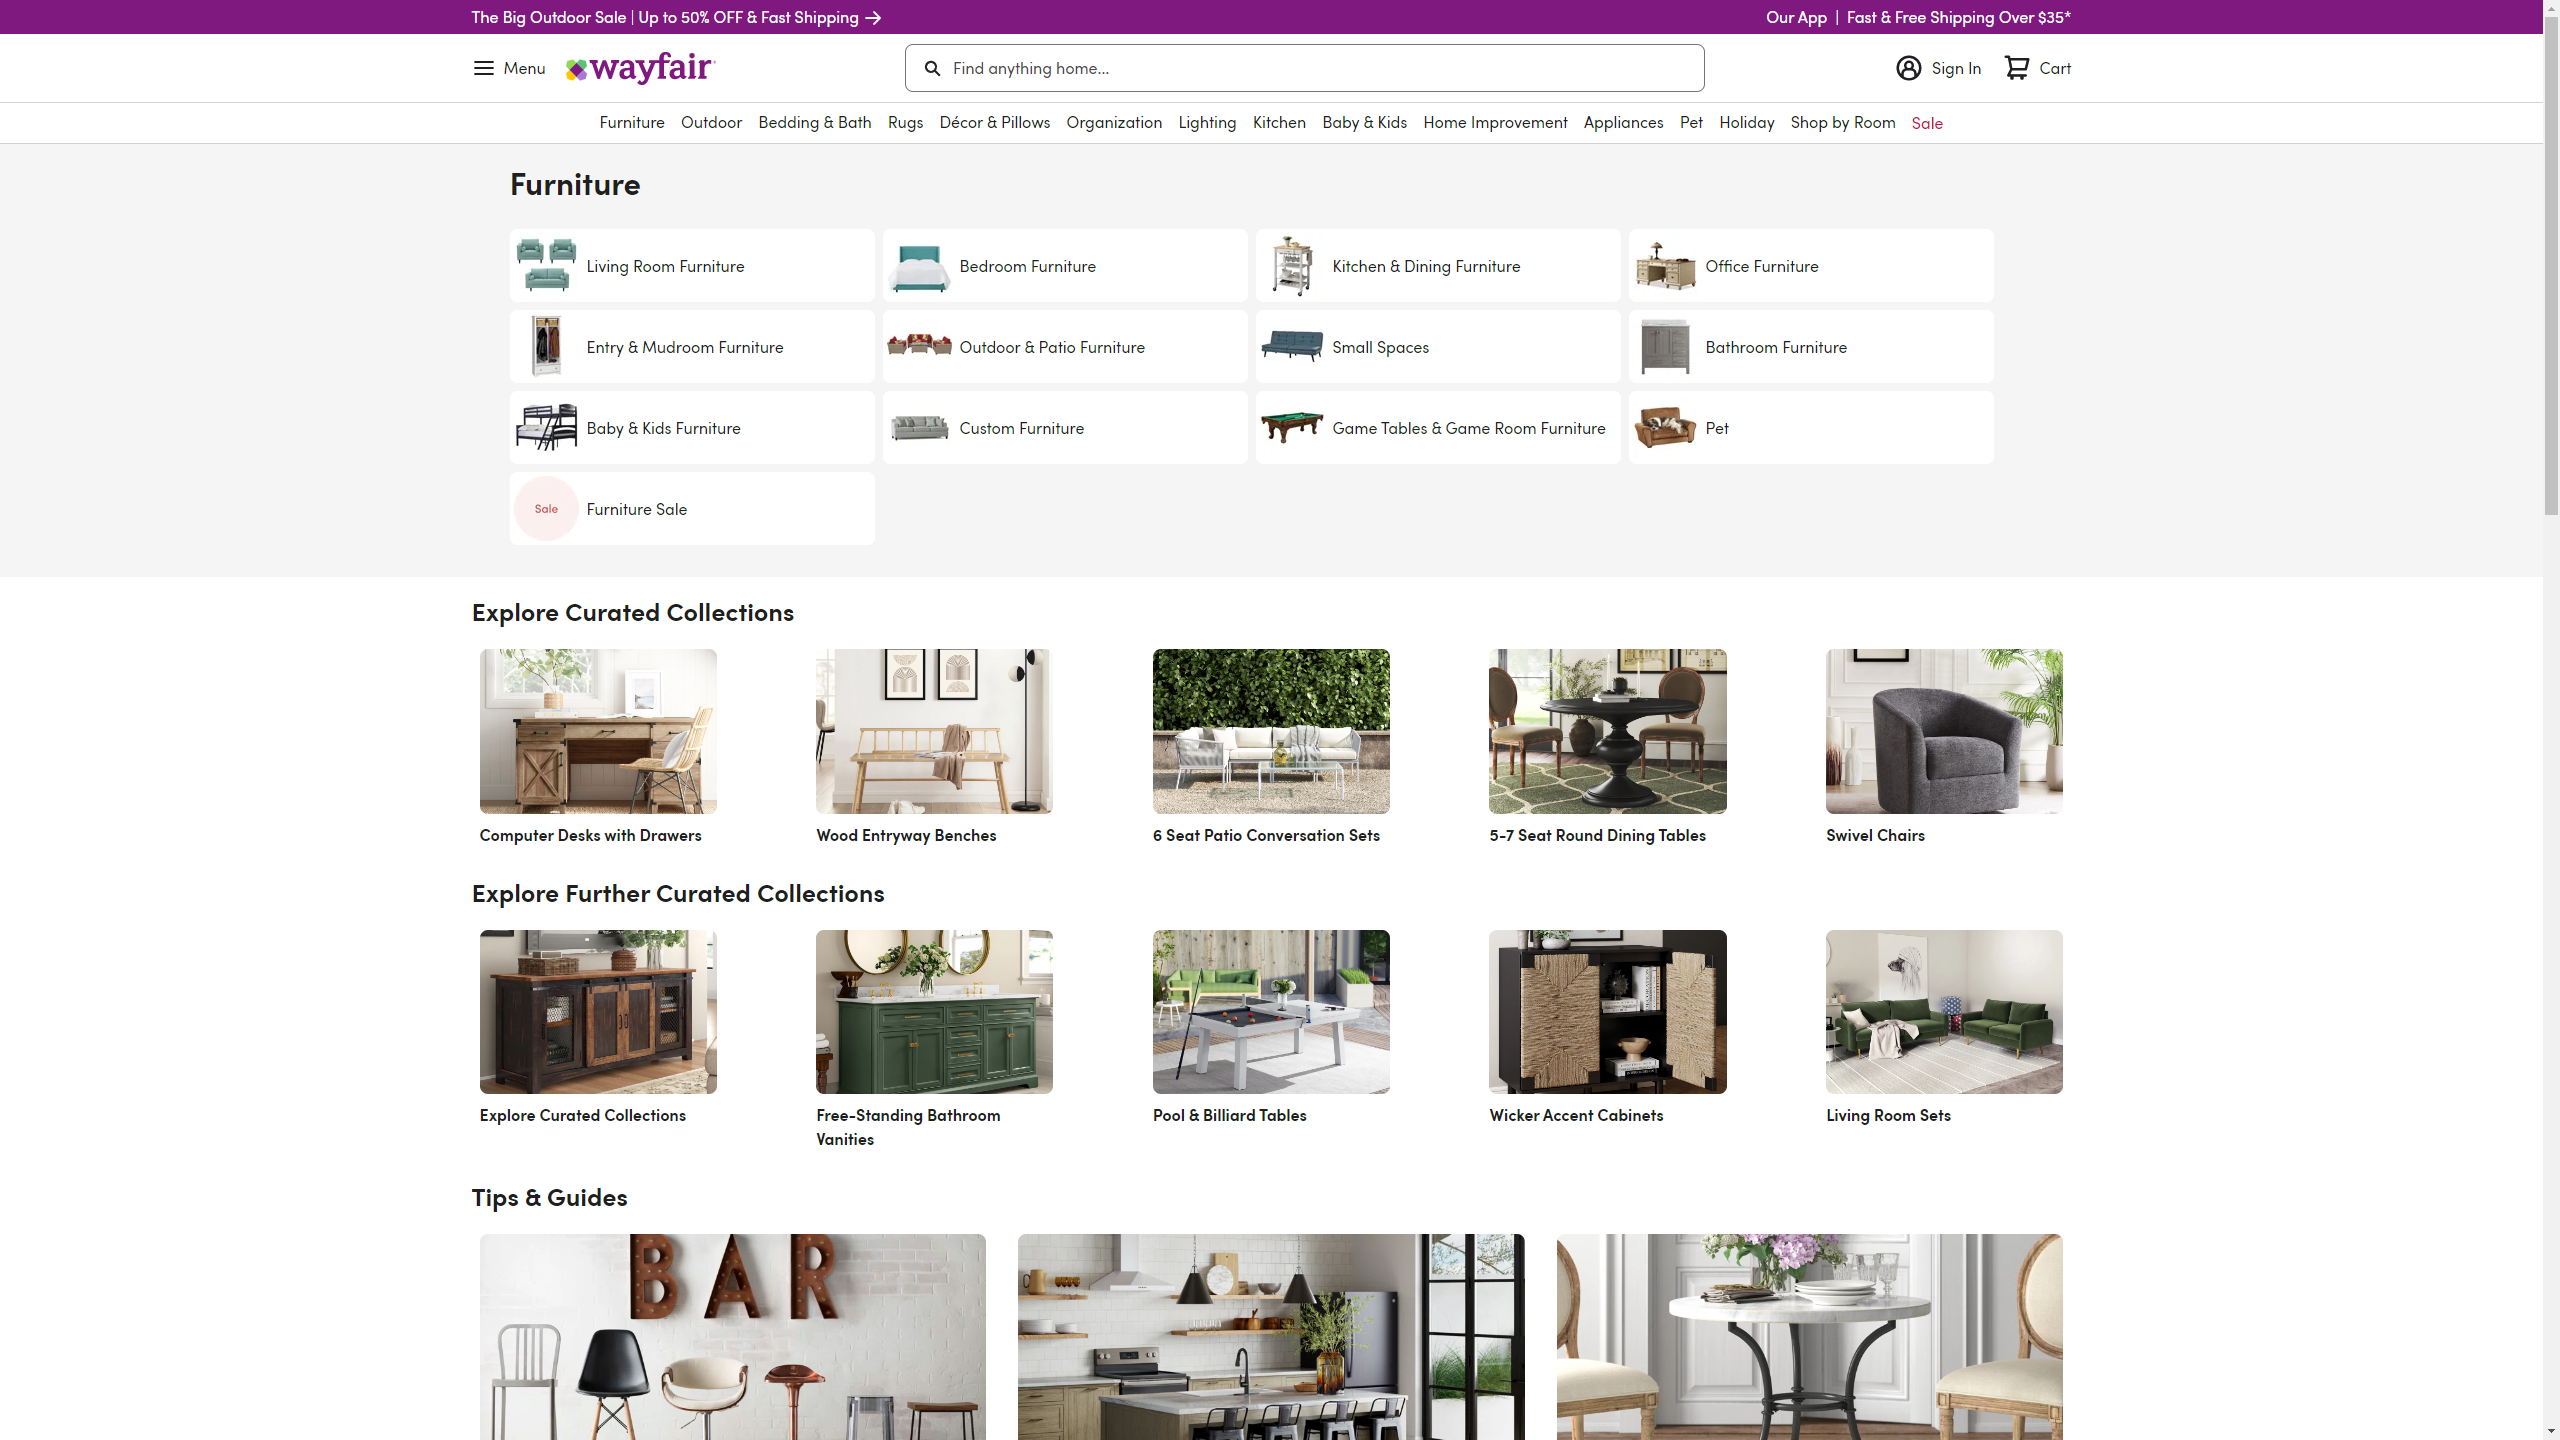 The Big Outdoor Sale | Up to 50% OFF & Fast Shipping
Our App | Fast & Free Shipping Over $35*
Menu
wayfair
Find anything home...
Sign In
Cart
Furniture Outdoor Bedding & Bath Rugs Décor & Pillows Organization Lighting Kitchen Baby & Kids Home Improvement Appliances Pet Holiday Shop by Room Sale
Furniture
Living Room Furniture
Bedroom Furniture
Kitchen & Dining Furniture
Office Furniture
Entry & Mudroom Furniture
Outdoor & Patio Furniture
Small Spaces
Bathroom Furniture
Baby & Kids Furniture
Custom Furniture
Game Tables & Game Room Furniture
Pet
Sale
Furniture Sale
Explore Curated Collections
Computer Desks with Drawers
Wood Entryway Benches
6 Seat Patio Conversation Sets
5-7 Seat Round Dining Tables
Swivel Chairs
Explore Further Curated Collections
Explore Curated Collections
Free-Standing Bathroom
Vanities
Pool & Billiard Tables
Wicker Accent Cabinets
Living Room Sets
Tips & Guides
BAR